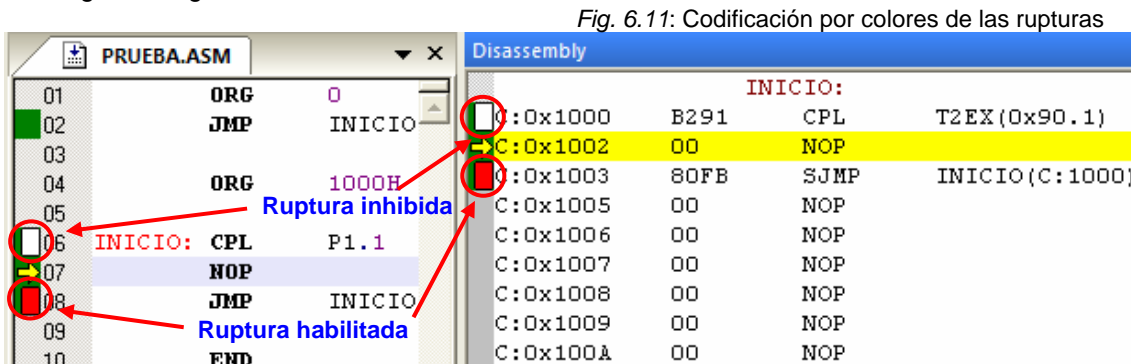 Fig. 6.11: Codificación por colores de las rupturas
PRUEBA.ASM
01 ORG 0
02 JMP INICIO
03
04 ORG 1000H
05
Ruptura inhibida
06 INICIO: CPL P1.1
07 NOP
08 JMP INICIO
Ruptura habilitada
09
10 END
Disassembly
INICIO:
C:0x1000 B291 CPL T2EX(0x90.1)
C:0x1002 00 NOP
C:0x1003 80FB SJMP INICIO(C:1000)
C:0x1005 00 NOP
C:0x1006 00 NOP
C:0x1007 00 NOP
C:0x1008 00 NOP
C:0x1009 00 NOP
C:0x100A 00 NOP